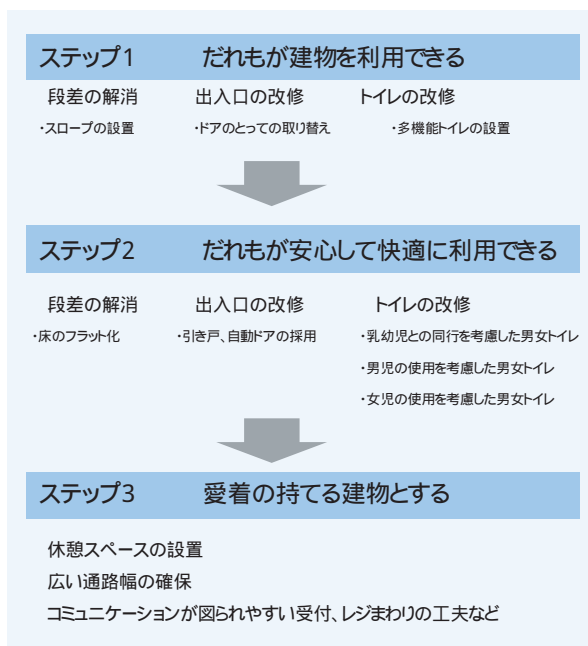 ステップ1 だれもが建物を利用できる
段差の解消 出入口の改修 トイレの改修
・スロープの設置 ・ドアのとっての取り替え ・多機能トイレの設置
ステップ2 だれもが安心して快適に利用できる
段差の解消 出入口の改修 トイレの改修
・床のフラット化 ・引き戸、自動ドアの採用 ・乳幼児との同行を考慮した男女トイレ
・男児の使用を考慮した男女トイレ
・女児の使用を考慮した男女トイレ
ステップ3 愛着の持てる建物とする
休憩スペースの設置
広い通路幅の確保
コミュニケーションが図られやすい受付、レジまわりの工夫など